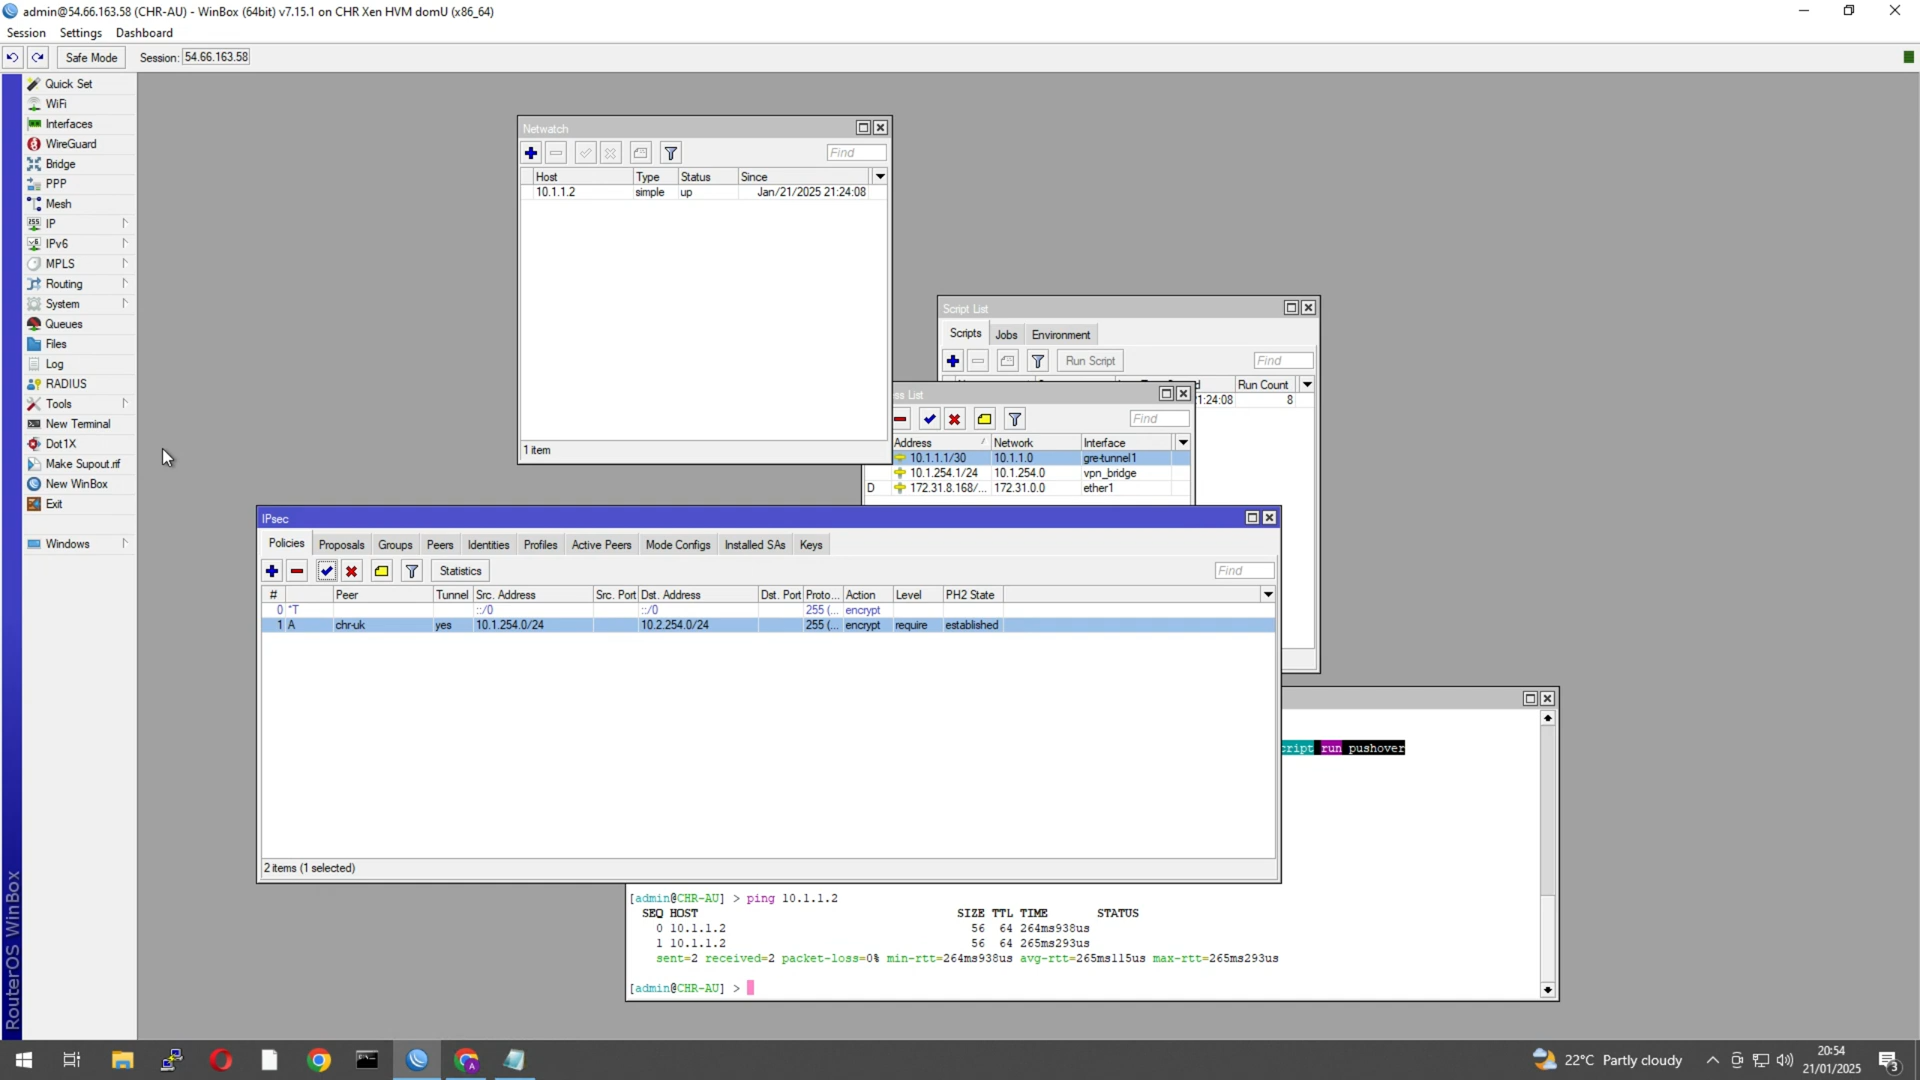 admin@54.66.163.58 (CHR-AU) - WinBox (64bit) v7.15.1 on CHR Xen HVM domU (x86_64)
Session Settings Dashboard
Safe Mode Session: 54.66.163.58
Quick Set
WiFi
Interfaces
WireGuard
Bridge
PPP
Mesh
IP
IPv6
MPLS
Routing
System
Queues
Files
Log
RADIUS
Tools
New Terminal
Dot1X
Make Supout.rif
New WinBox
Exit
Windows
RouterOS WinBox
Netwatch
Find
Host Type Status Since
10.1.1.2 simple up Jan/21/2025 21:24:08
1 item
Script List
Scripts Jobs Environment
Run Script Find
Run Count
1:24:08 8
ss List
Find
Address Network Interface
10.1.1.1/30 10.1.1.0 gre-tunnel1
10.1.254.1/24 10.1.254.0 vpn_bridge
D 172.31.8.168/... 172.31.0.0 ether1
IPsec
Policies Proposals Groups Peers Identities Profiles Active Peers Mode Configs Installed SAs Keys
Statistics Find
# Peer Tunnel Src. Address Src. Port Dst. Address Dst. Port Proto... Action Level PH2 State
0 *T ::/0 ::/0 255 (... encrypt
1 A chr-uk yes 10.1.254.0/24 10.2.254.0/24 255 (... encrypt require established
2 items (1 selected)
cript run pushover
[admin@CHR-AU] > ping 10.1.1.2
SEQ HOST SIZE TTL TIME STATUS
0 10.1.1.2 56 64 264ms938us
1 10.1.1.2 56 64 265ms293us
sent=2 received=2 packet-loss=0% min-rtt=264ms938us avg-rtt=265ms115us max-rtt=265ms293us
[admin@CHR-AU] >
22°C Partly cloudy
20:54
21/01/2025
3